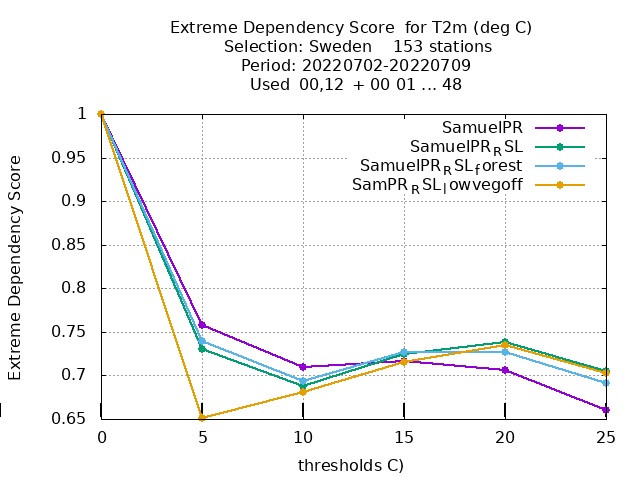 Extreme Dependency Score for T2m (deg C)
Selection: Sweden 153 stations
Period: 20220702-20220709
Used 00,12 + 00 01 ... 48
Extreme Dependency Score
1
0.95
0.9
0.85
0.8
0.75
0.7
0.65
SamuelPR
SamuelPR_RSL
SamuelPR_RSL_forest
SamPR_RSL_lowvegoff
0 5 10 15 20 25
thresholds C)